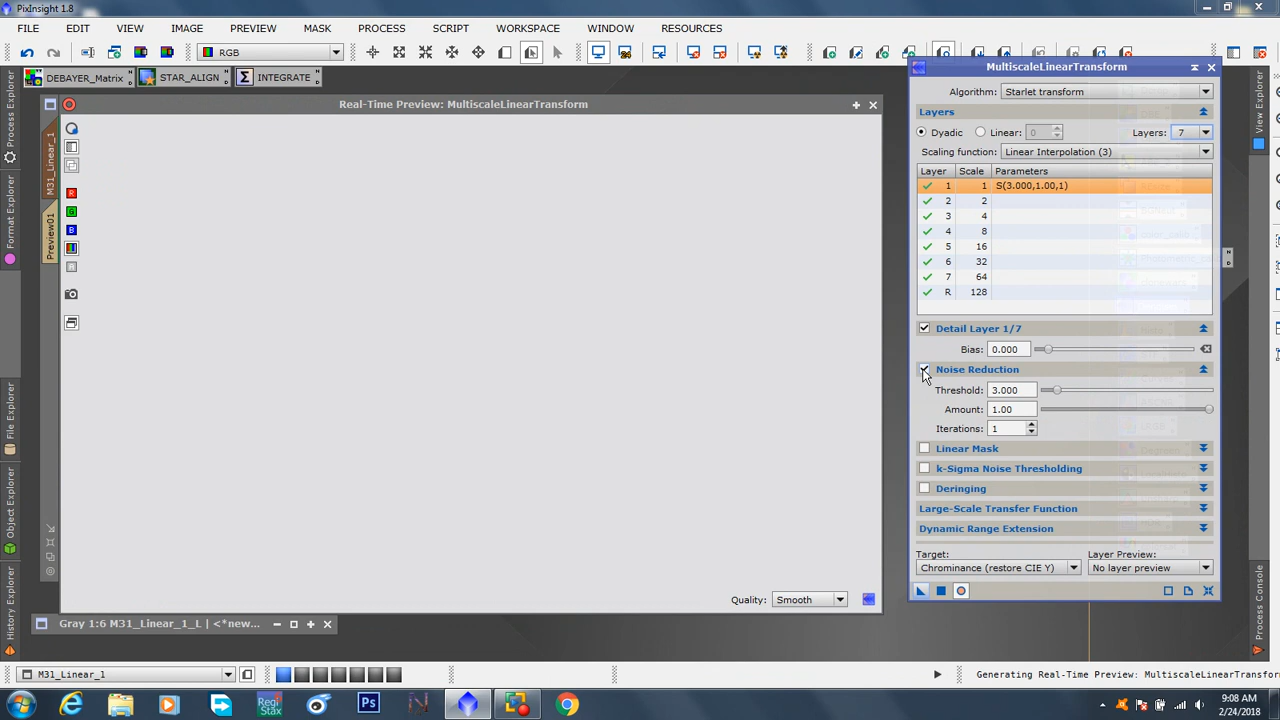 PixInsight 1.8
FILE EDIT VIEW IMAGE PROCESS PREVIEW MASK PROCESS SCRIPT WORKSPACE WINDOW RESOURCES
RGB
DEBAYER_Matrix STAR_ALIGN INTEGRATE
Process Explorer
Format Explorer
File Explorer
Object Explorer
History Explorer
M31_Linear_1
Preview01
Real-Time Preview: MultiscaleLinearTransform
Quality: Smooth
Gray 1:6 M31_Linear_1_L | <*new...
MultiscaleLinearTransform
Algorithm: Starlet transform
Layers
Dyadic Linear: 0 Layers: 7
Scaling function: Linear Interpolation (3)
Layer Scale Parameters
1 1 S(3.000,1.00,1)
2 2
3 4
4 8
5 16
6 32
7 64
R 128
Detail Layer 1/7
Bias: 0.000
Noise Reduction
Threshold: 3.000
Amount: 1.00
Iterations: 1
Linear Mask
k-Sigma Noise Thresholding
Deringing
Large-Scale Transfer Function
Dynamic Range Extension
Target: Layer Preview:
Chrominance (restore CIE Y) No layer preview
View Explorer
Process Console
M31_Linear_1
Generating Real-Time Preview: MultiscaleLinearTransform
Regi Stax
Ps
9:08 AM
2/24/2018